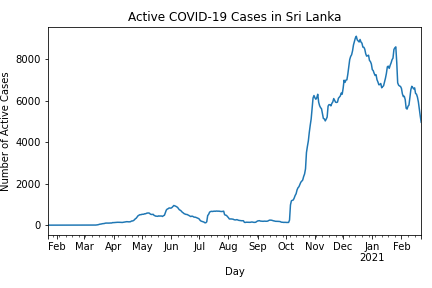 Active COVID-19 Cases in Sri Lanka
Number of Active Cases
8000
6000
4000
2000
0
Feb Mar Apr May Jun Jul Aug Sep Oct Nov Dec Jan Feb
2021
Day